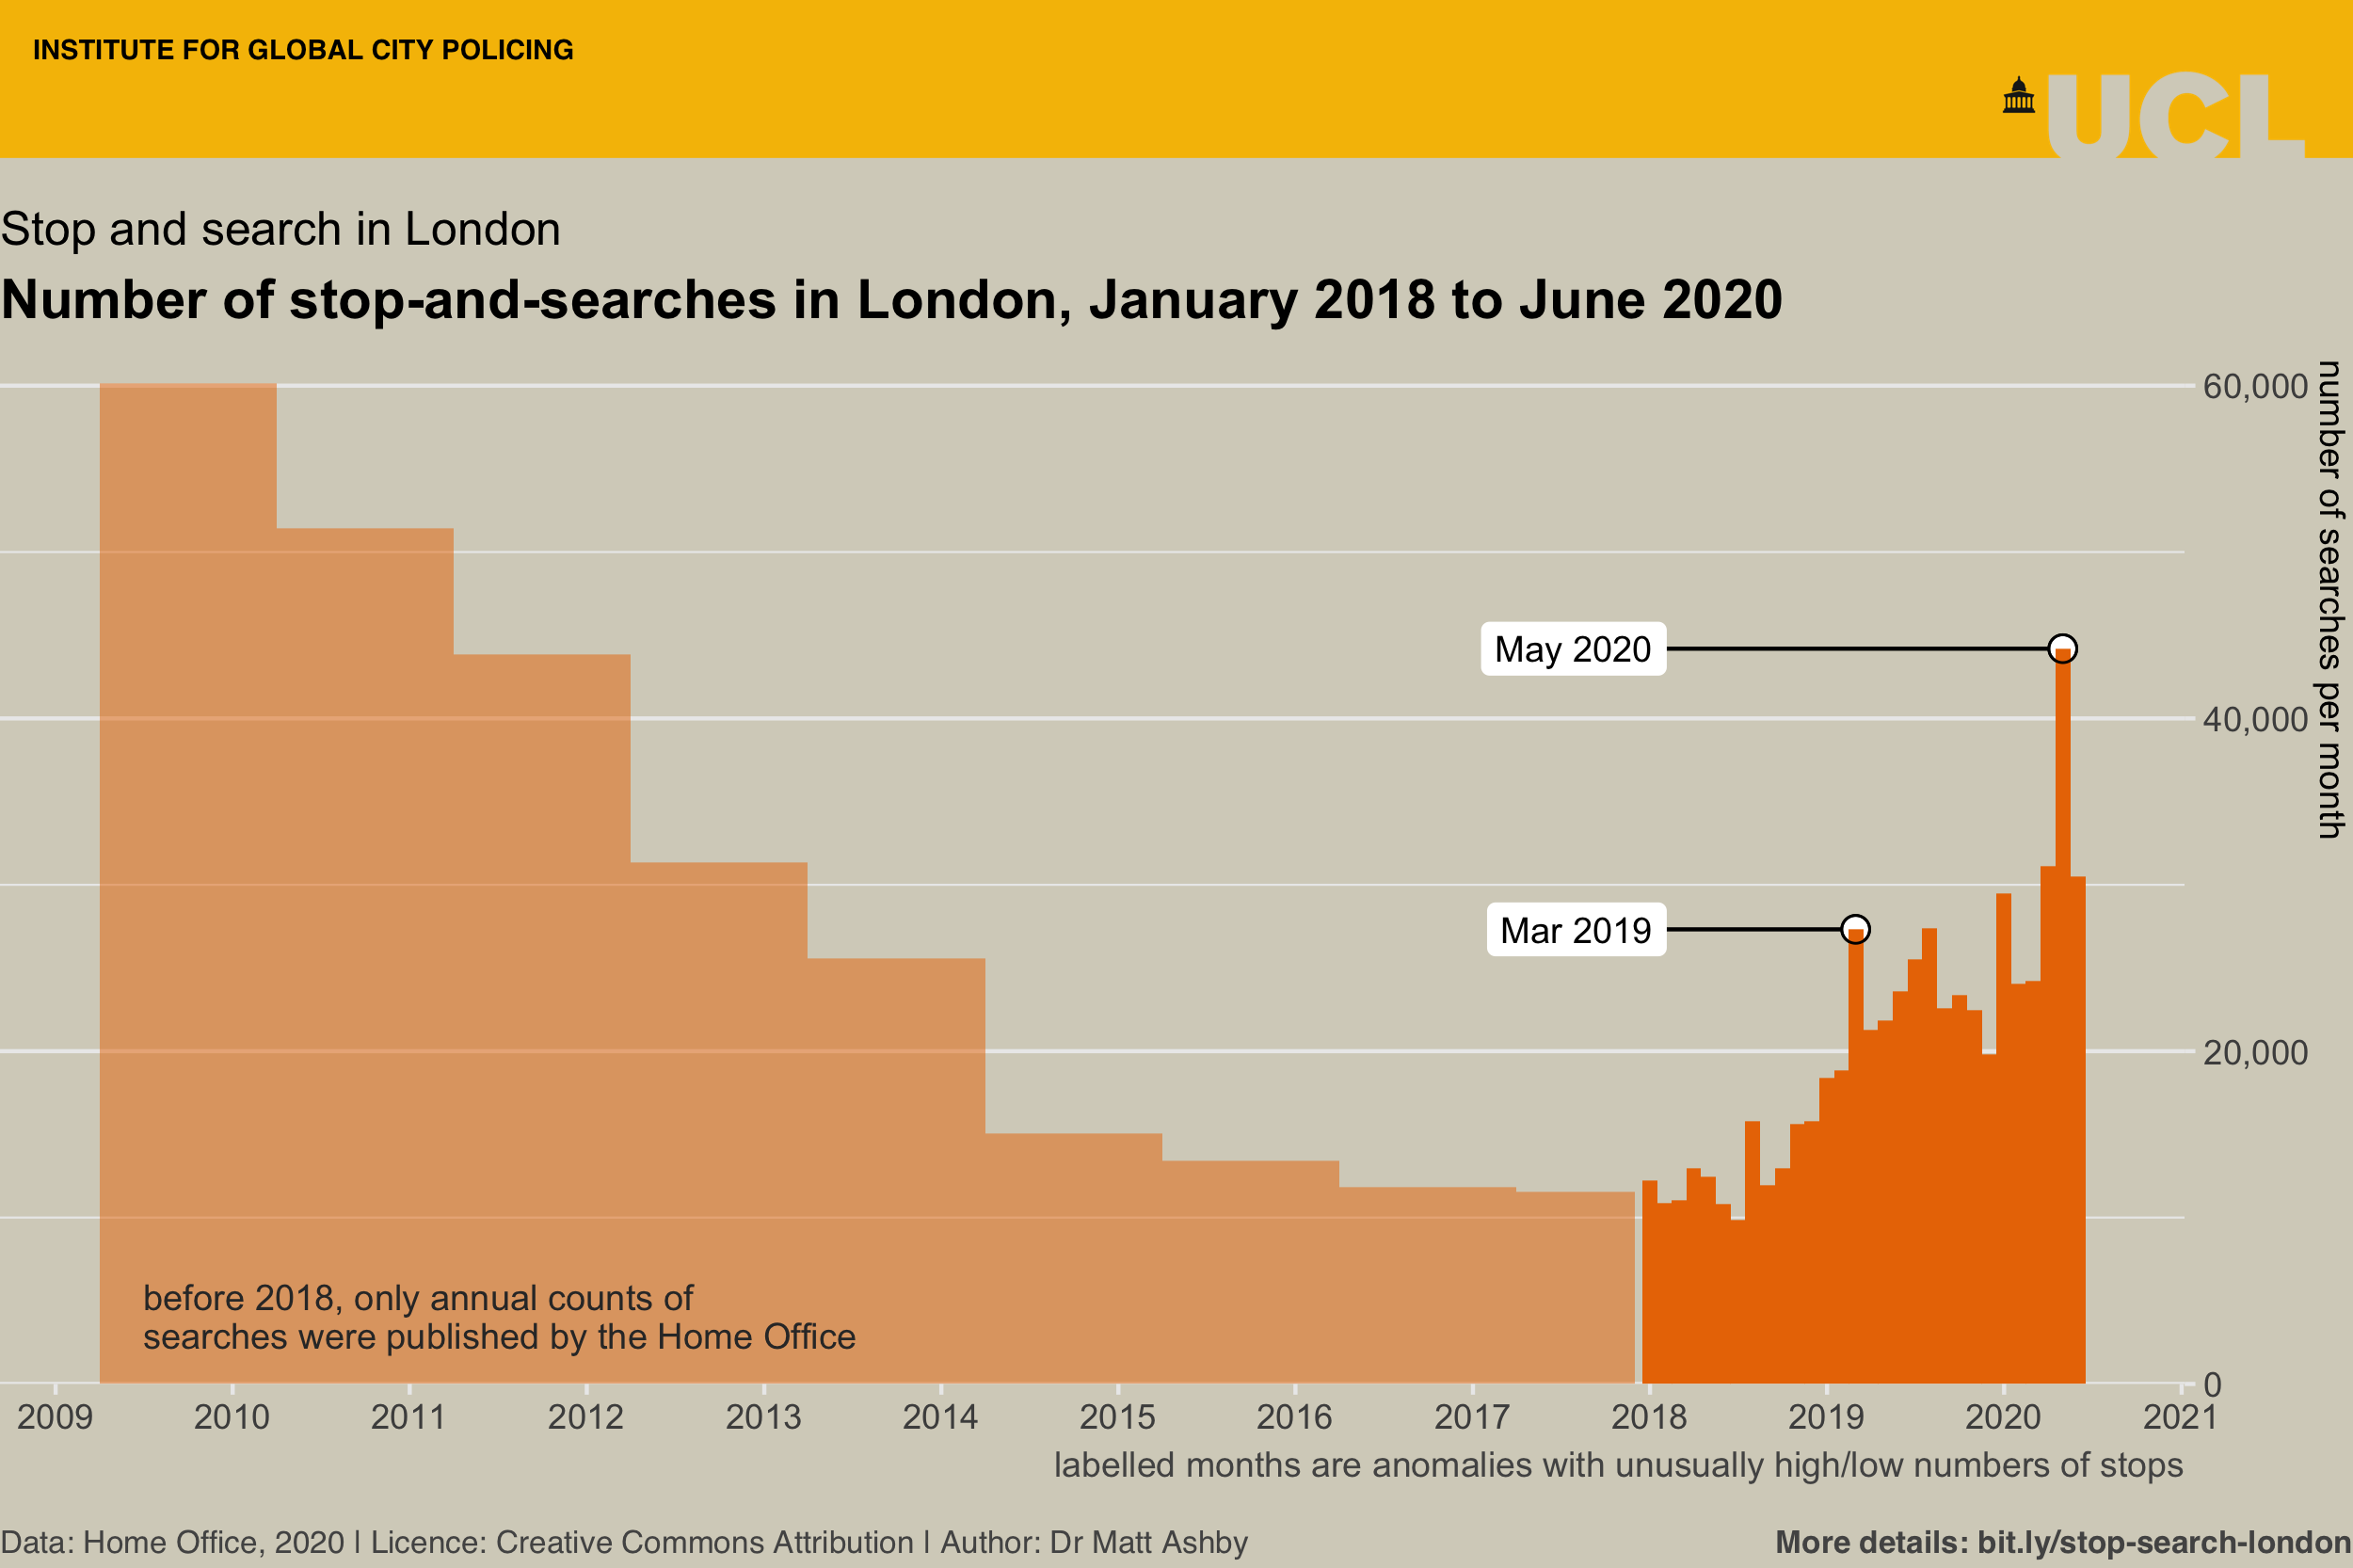 INSTITUTE FOR GLOBAL CITY POLICING
UCL
Stop and search in London
Number of stop-and-searches in London, January 2018 to June 2020
60,000
40,000
20,000
0
number of searches per month
May 2020
Mar 2019
before 2018, only annual counts of
searches were published by the Home Office
2009 2010 2011 2012 2013 2014 2015 2016 2017 2018 2019 2020 2021
labelled months are anomalies with unusually high/low numbers of stops
Data: Home Office, 2020 | Licence: Creative Commons Attribution | Author: Dr Matt Ashby
More details: bit.ly/stop-search-london